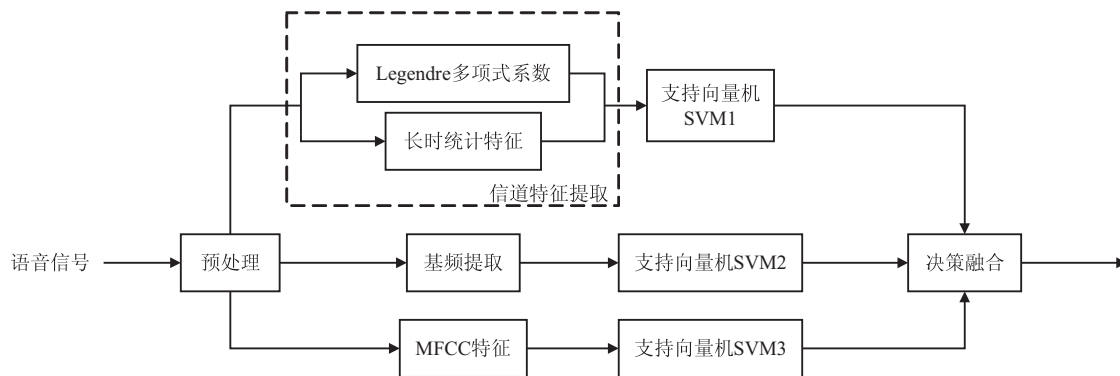 Legendre多项式系数
长时统计特征
信道特征提取
支持向量机
SVM1
语音信号
预处理
基频提取
支持向量机SVM2
决策融合
MFCC特征
支持向量机SVM3